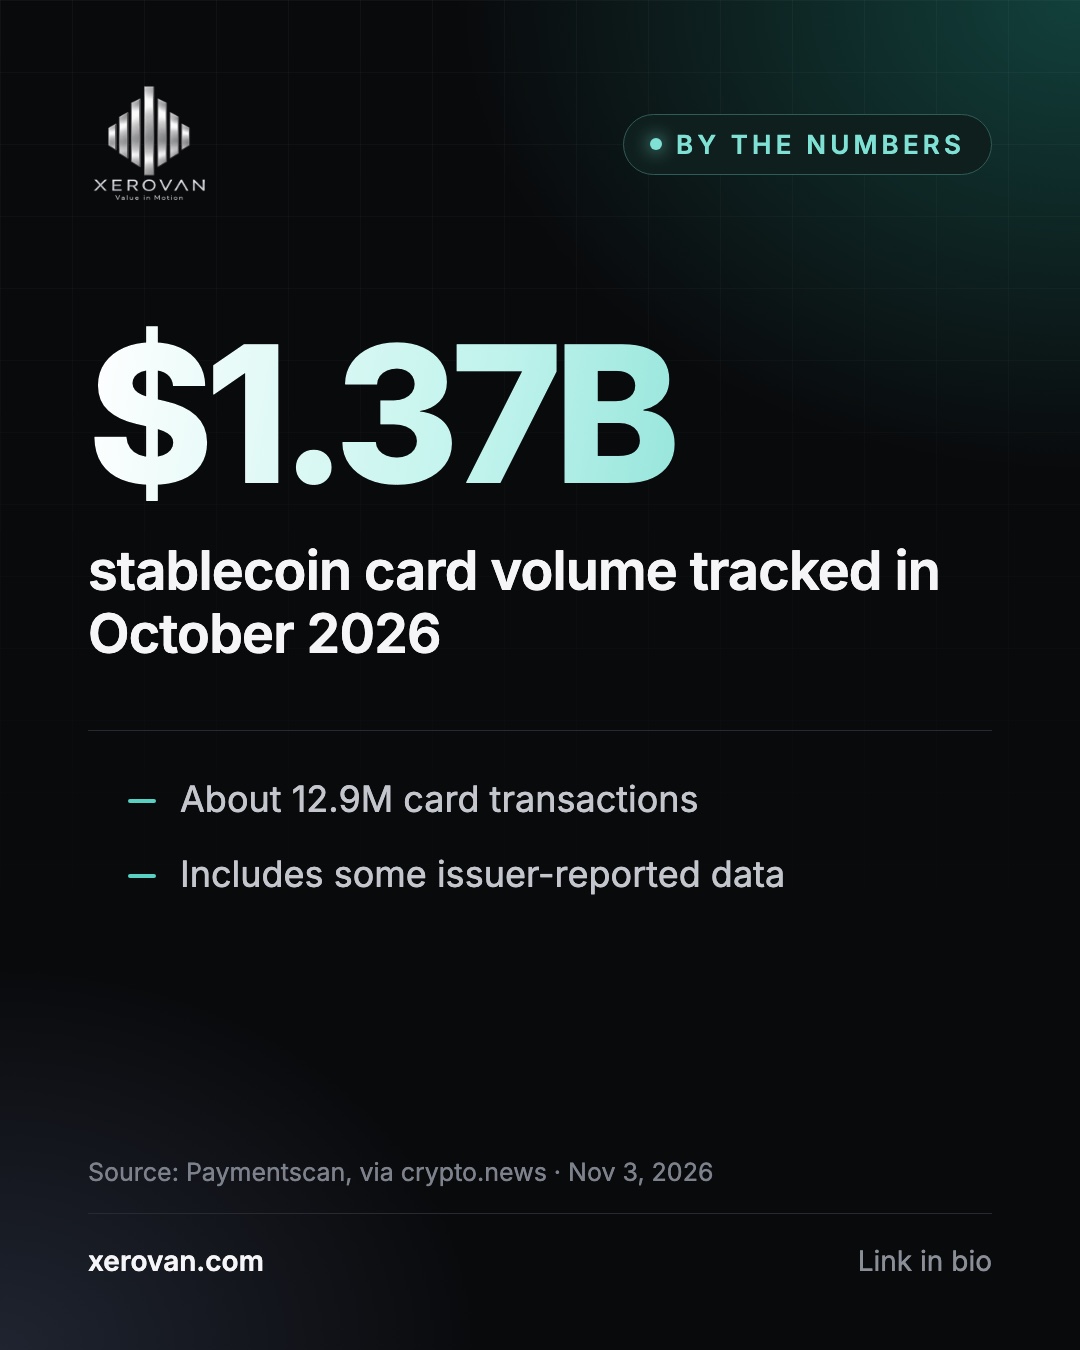 XEROVAN
Value in Motion
BY THE NUMBERS
$1.37B
stablecoin card volume tracked in
October 2026
About 12.9M card transactions
Includes some issuer-reported data
Source: Paymentscan, via crypto.news · Nov 3, 2026
xerovan.com
Link in bio